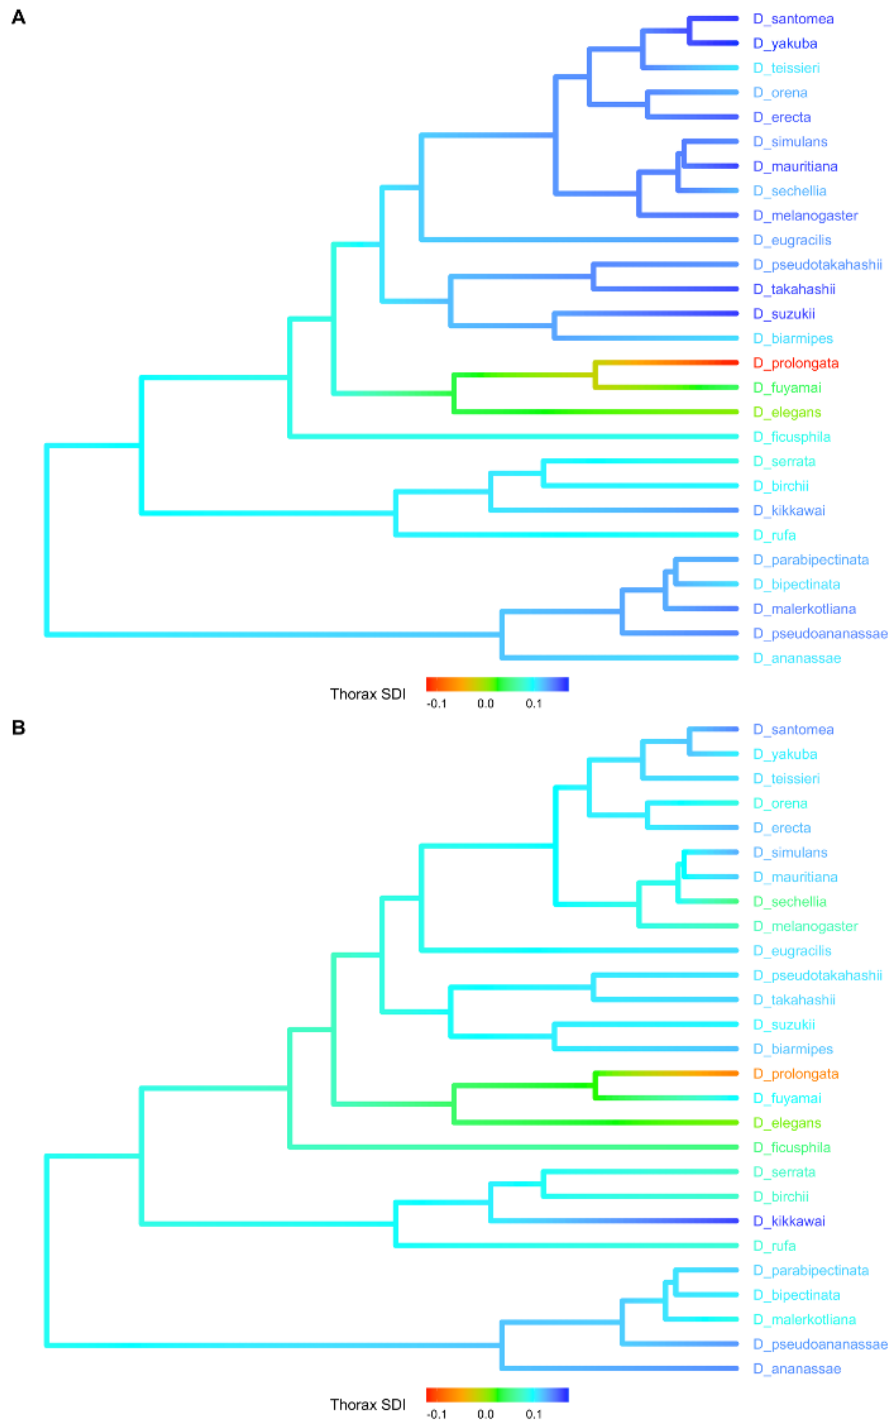 A
D_santomea
D_yakuba
D_teissieri
D_orena
D_erecta
D_simulans
D_mauritiana
D_sechellia
D_melanogaster
D_eugracilis
D_pseudotakahashii
D_takahashii
D_suzukii
D_biarmipes
D_prolongata
D_fuyamai
D_elegans
D_ficusphila
D_serrata
D_birchii
D_kikkawai
D_rufa
D_parabipectinata
D_bipectinata
D_malerkotliana
D_pseudoananassae
D_ananassae
Thorax SDI
-0.1 0.0 0.1
B
D_santomea
D_yakuba
D_teissieri
D_orena
D_erecta
D_simulans
D_mauritiana
D_sechellia
D_melanogaster
D_eugracilis
D_pseudotakahashii
D_takahashii
D_suzukii
D_biarmipes
D_prolongata
D_fuyamai
D_elegans
D_ficusphila
D_serrata
D_birchii
D_kikkawai
D_rufa
D_parabipectinata
D_bipectinata
D_malerkotliana
D_pseudoananassae
D_ananassae
Thorax SDI
-0.1 0.0 0.1